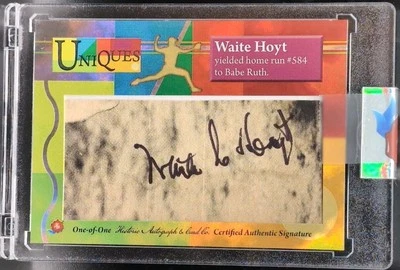 UNIQUES
Waite Hoyt
yielded home run #584
to Babe Ruth.
Waite Hoyt
One-of-One Historic Autograph & Coin Co. Certified Authentic Signature